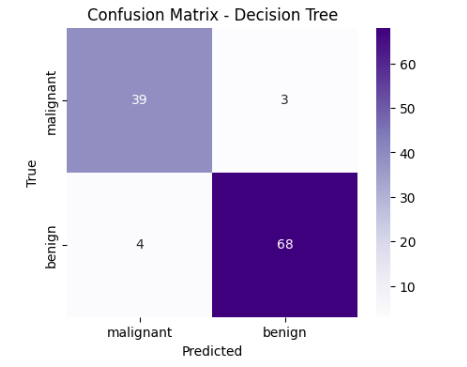 Confusion Matrix - Decision Tree
malignant
39
3
True
benign
4
68
malignant
benign
Predicted
60
50
40
30
20
10